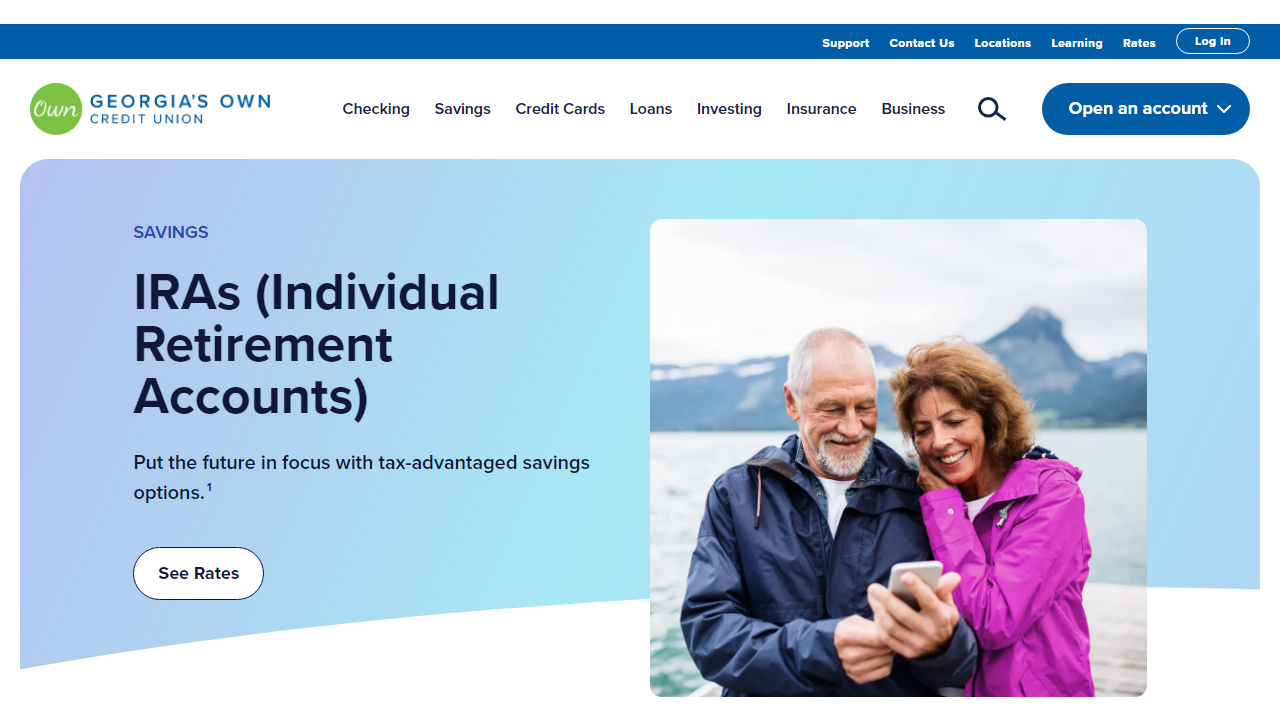 Support Contact Us Locations Learning Rates Log In
Own GEORGIA'S OWN
CREDIT UNION
Checking Savings Credit Cards Loans Investing Insurance Business Open an account
SAVINGS
IRAs (Individual
Retirement
Accounts)
Put the future in focus with tax-advantaged savings
options.¹
See Rates